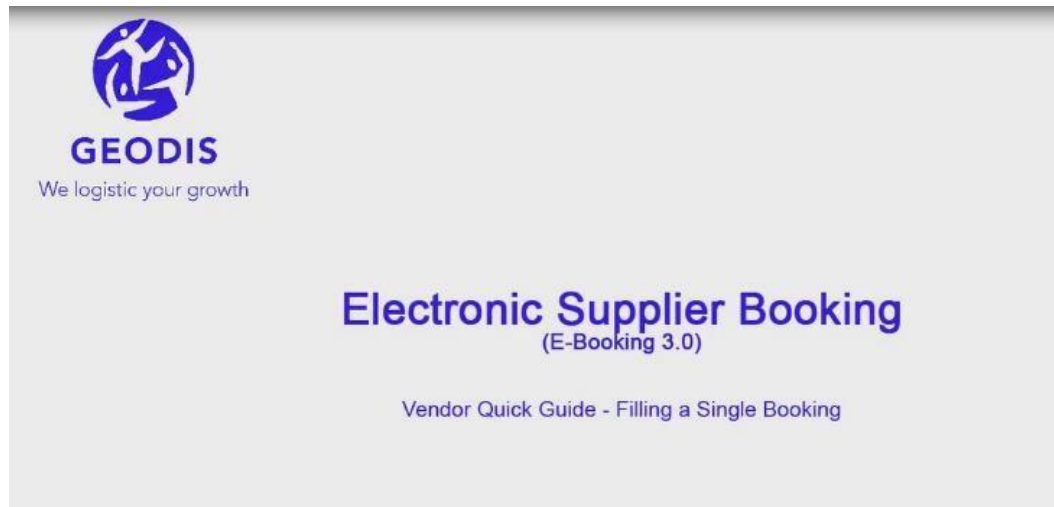 GEODIS
We logistic your growth
Electronic Supplier Booking
(E-Booking 3.0)
Vendor Quick Guide - Filling a Single Booking